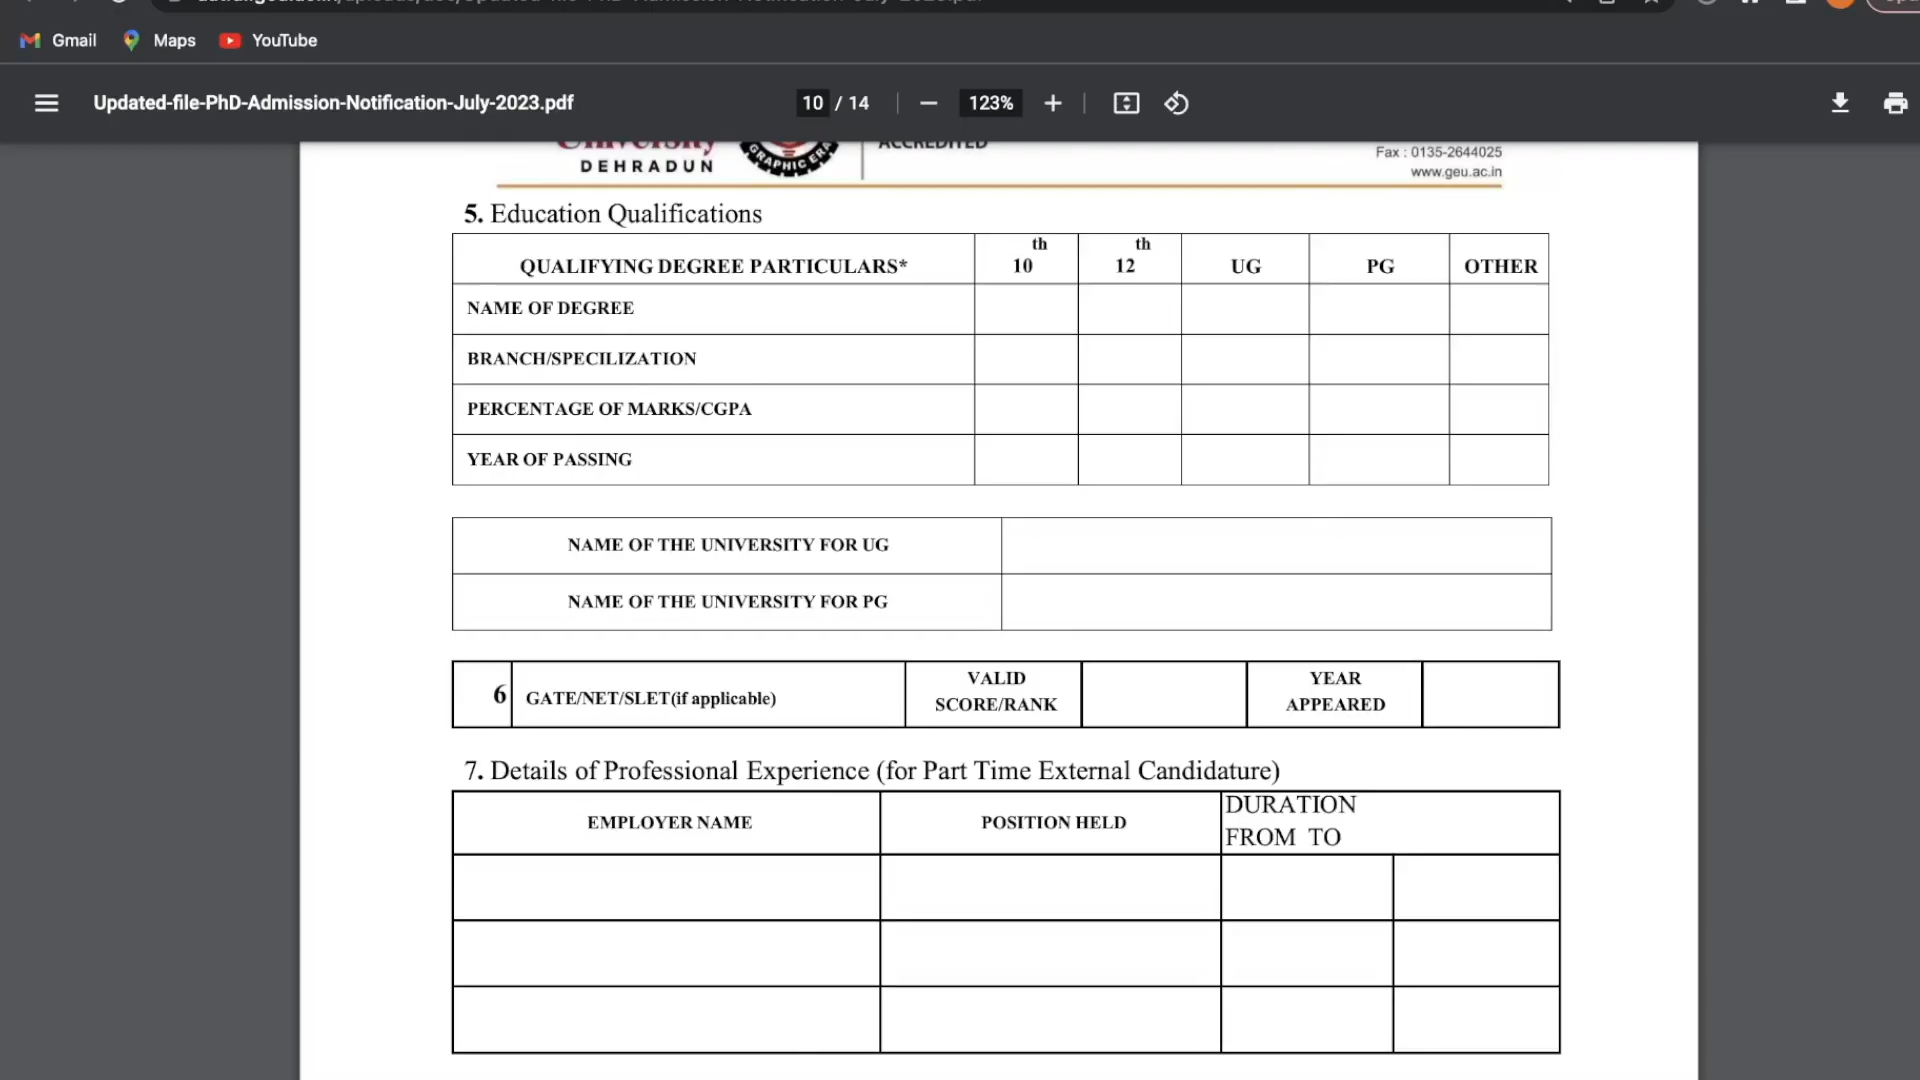 Gmail
Maps
YouTube
Updated-file-PhD-Admission-Notification-July-2023.pdf
10 / 14
123%
University
DEHRADUN
GRAPHIC ERA
ACCREDITED
Fax : 0135-2644025
www.geu.ac.in
5. Education Qualifications
QUALIFYING DEGREE PARTICULARS* 10th 12th UG PG OTHER
NAME OF DEGREE
BRANCH/SPECILIZATION
PERCENTAGE OF MARKS/CGPA
YEAR OF PASSING
NAME OF THE UNIVERSITY FOR UG
NAME OF THE UNIVERSITY FOR PG
6 GATE/NET/SLET(if applicable) VALID SCORE/RANK YEAR APPEARED
7. Details of Professional Experience (for Part Time External Candidature)
EMPLOYER NAME POSITION HELD DURATION
FROM TO